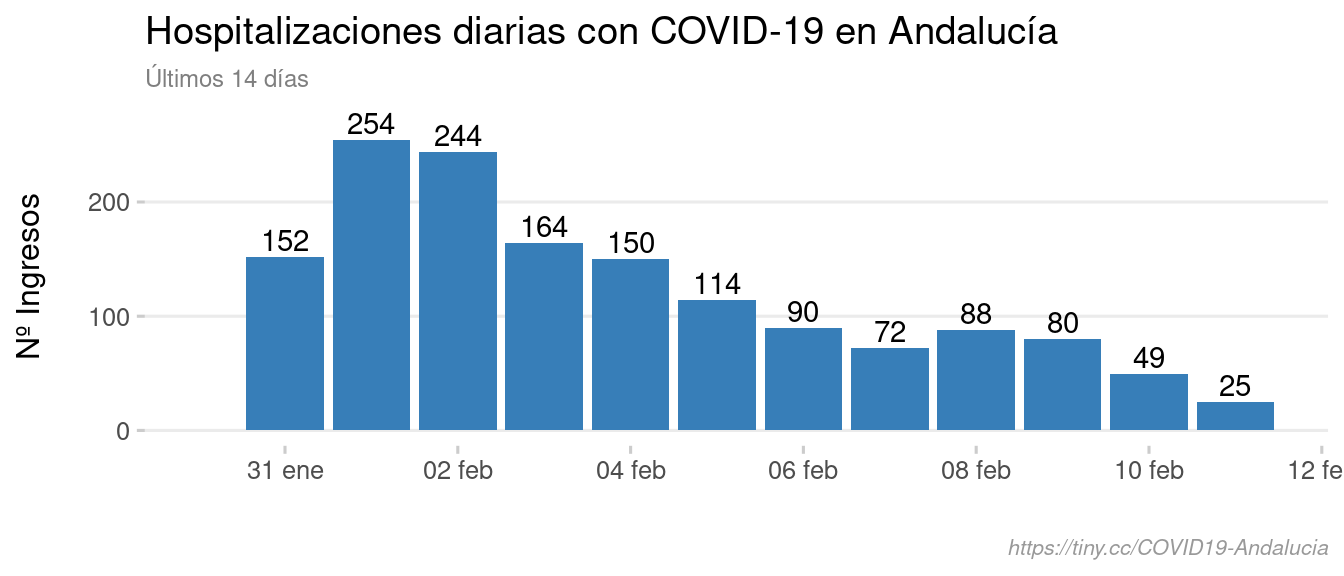 Hospitalizaciones diarias con COVID-19 en Andalucía
Últimos 14 días
Nº Ingresos
200
100
0
152
254
244
164
150
114
90
72
88
80
49
25
31 ene
02 feb
04 feb
06 feb
08 feb
10 feb
12 fe
https://tiny.cc/COVID19-Andalucia